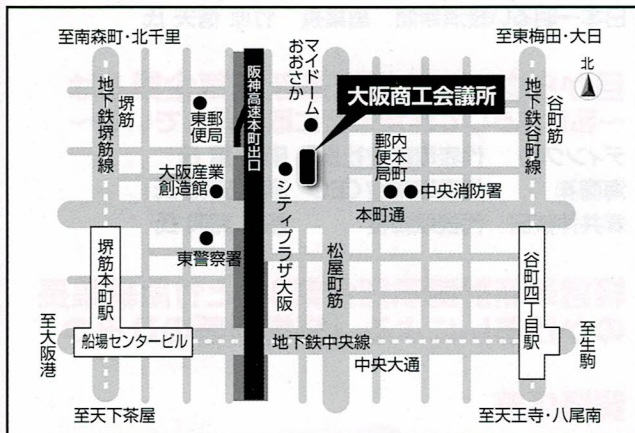 至南森町・北千里
マイドーム
おおさか
至東梅田・大日
北
堺筋
地下鉄堺筋線
東郵便局
阪神高速本町出口
大阪商工会議所
谷町筋
地下鉄谷町線
大阪産業
創造館
シティプラザ大阪
内本町
郵便局
中央消防署
本町通
東警察署
松屋町筋
堺筋本町駅
谷町四丁目駅
至大阪港
船場センタービル
地下鉄中央線
中央大通
至生駒
至天下茶屋
至天王寺・八尾南